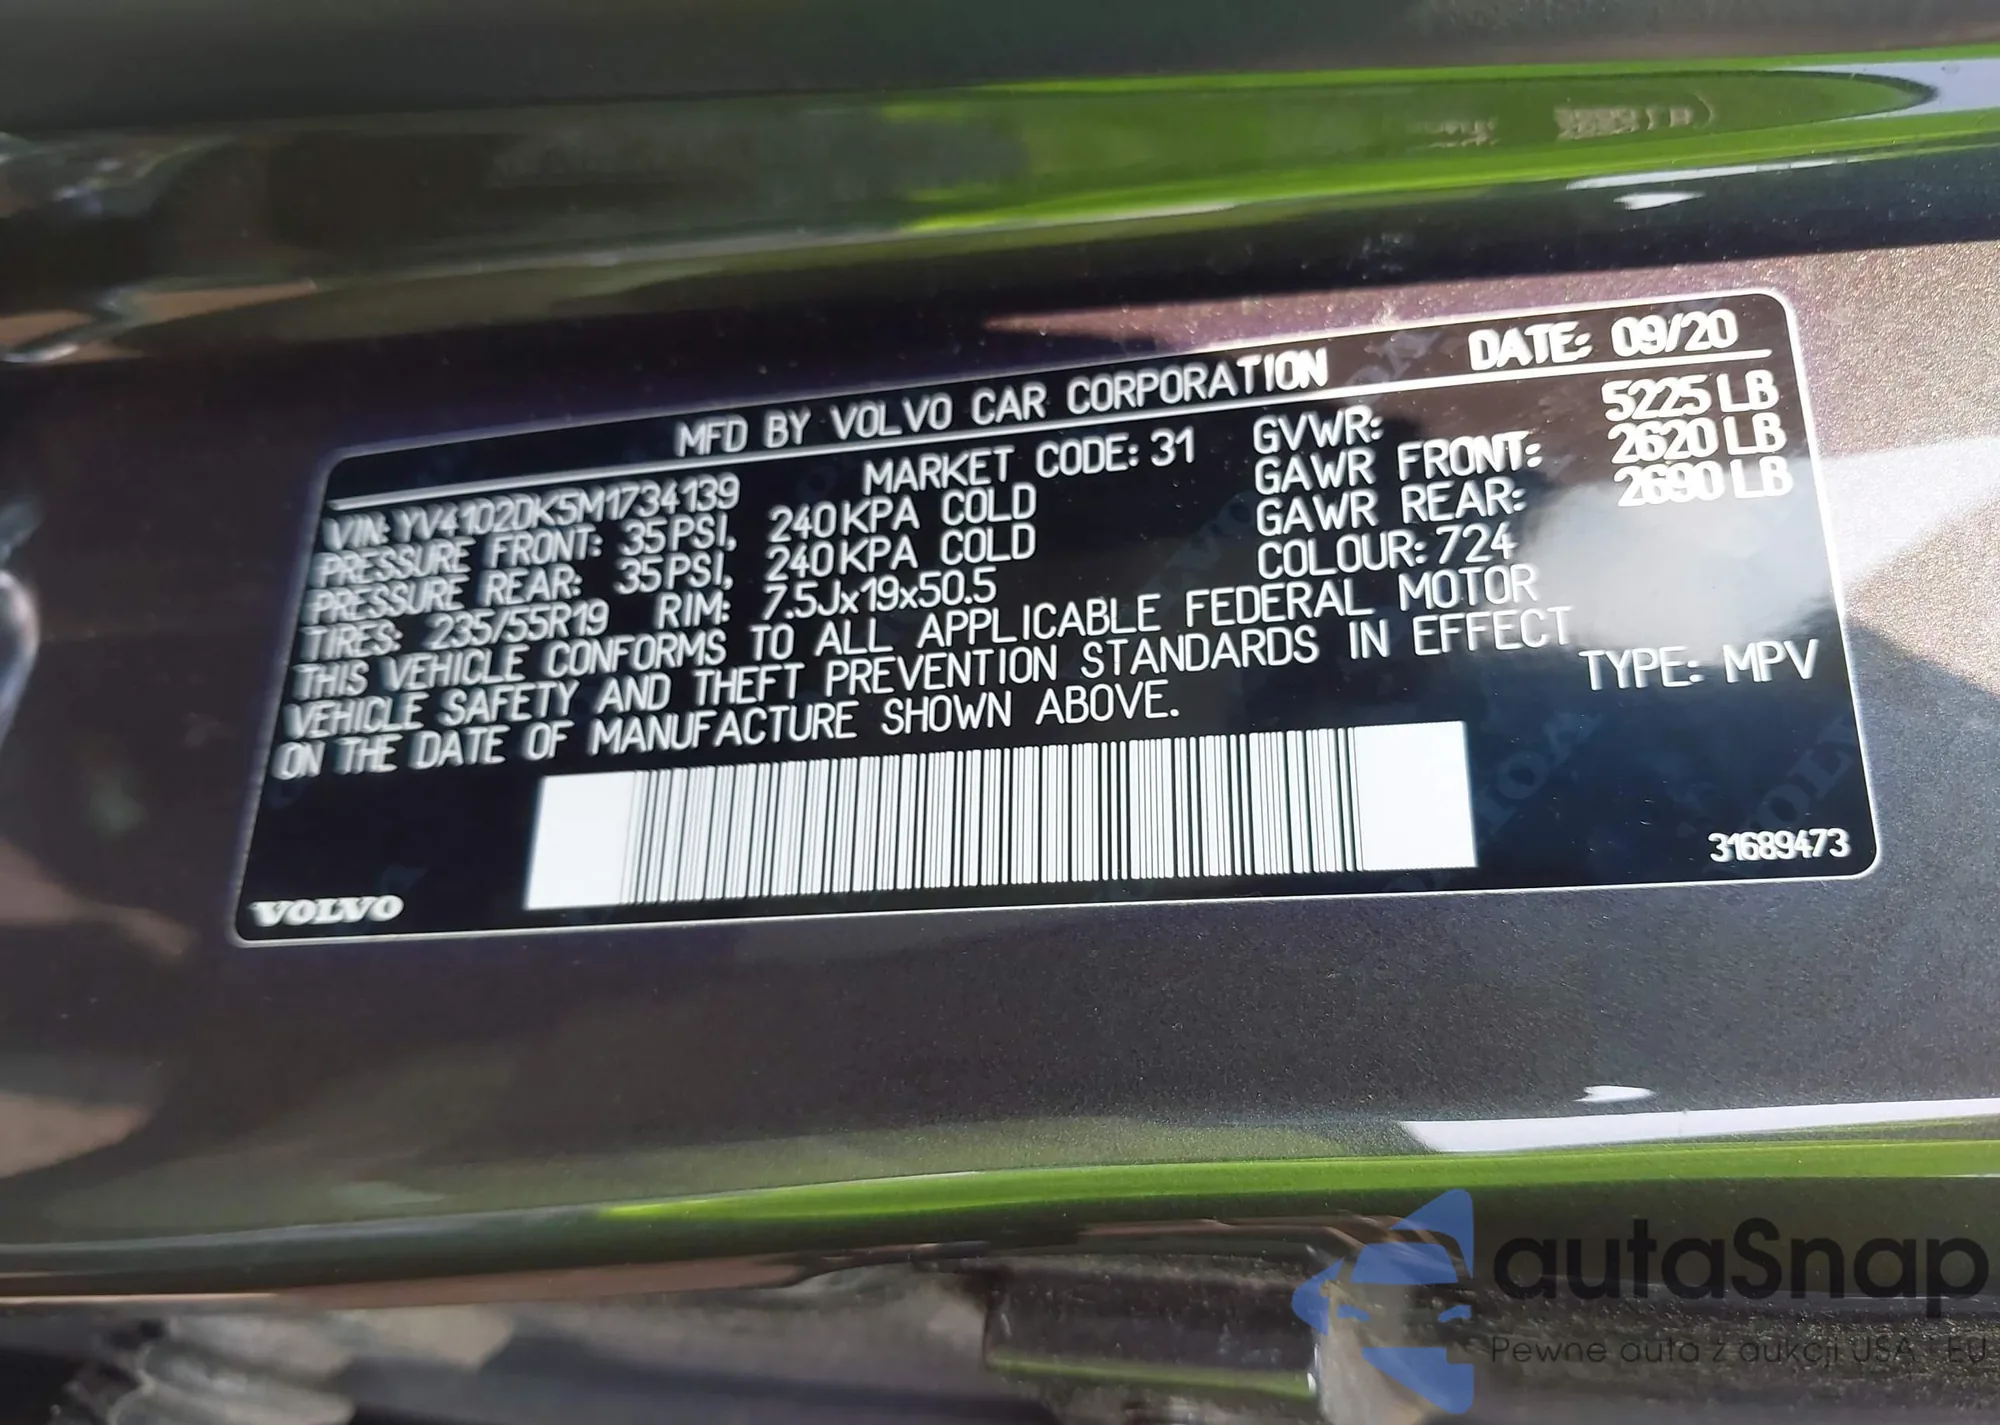 MFD BY VOLVO CAR CORPORATION DATE: 09/20
VIN: YV4102DK5M1734139 MARKET CODE: 31 GVWR: 5225 LB
PRESSURE FRONT: 35 PSI, 240 KPA COLD GAWR FRONT: 2620 LB
PRESSURE REAR: 35 PSI, 240 KPA COLD GAWR REAR: 2690 LB
TIRES: 235/55R19 RIM: 7.5Jx19x50.5 COLOUR: 724
THIS VEHICLE CONFORMS TO ALL APPLICABLE FEDERAL MOTOR
VEHICLE SAFETY AND THEFT PREVENTION STANDARDS IN EFFECT
ON THE DATE OF MANUFACTURE SHOWN ABOVE. TYPE: MPV
31689473
VOLVO
autaSnap
Pewne auta z aukcji USA - EU